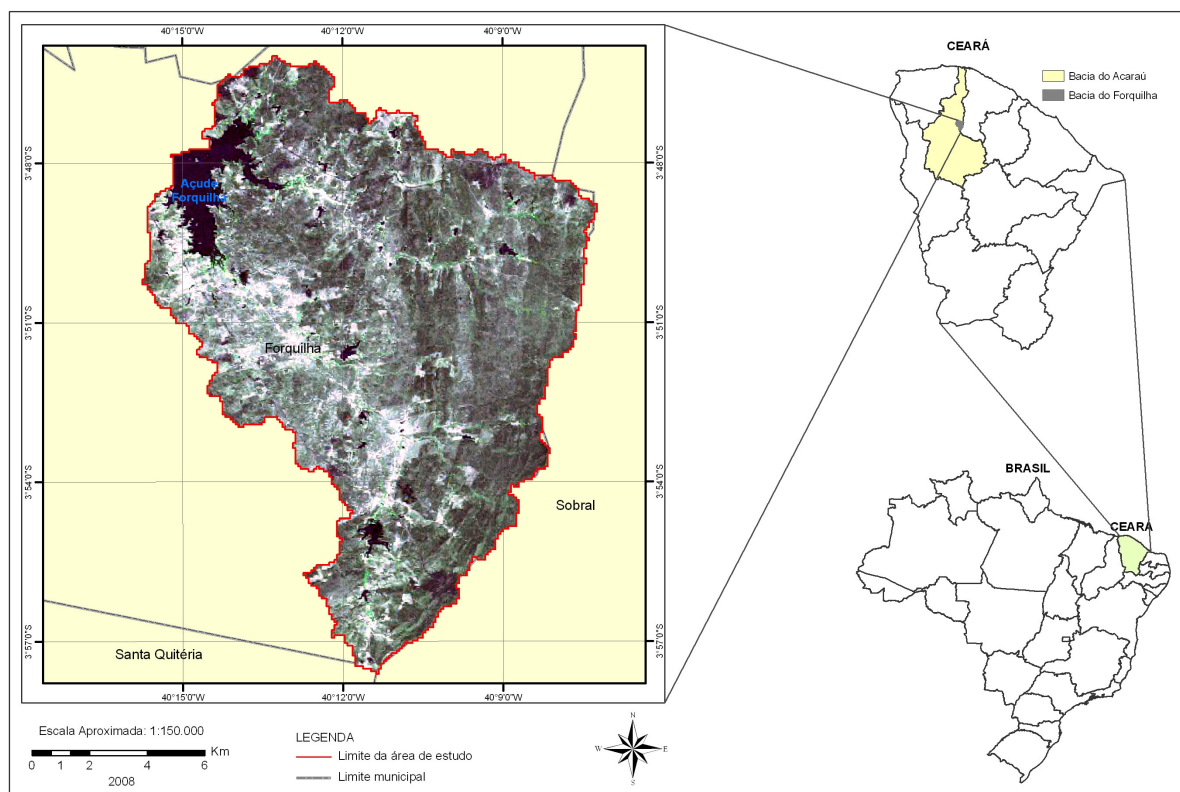 40°15'0"W
40°12'0"W
40°9'0"W
3°48'0"S
3°48'0"S
Açude
Forquilha
3°51'0"S
3°51'0"S
Forquilha
3°54'0"S
3°54'0"S
Sobral
3°57'0"S
3°57'0"S
Santa Quitéria
40°15'0"W
40°12'0"W
40°9'0"W
CEARÁ
Bacia do Acaraú
Bacia do Forquilha
BRASIL
CEARÁ
Escala Aproximada: 1:150.000
Km
0 1 2 4 6
2008
LEGENDA
Limite da área de estudo
Limite municipal
N
W E
S